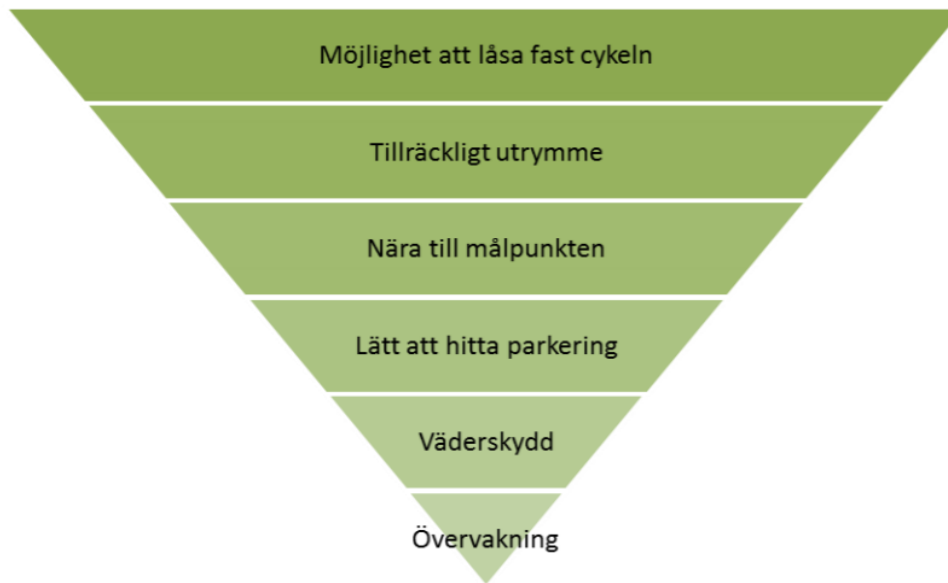 Möjlighet att låsa fast cykeln
Tillräckligt utrymme
Nära till målpunkten
Lätt att hitta parkering
Väderskydd
Övervakning